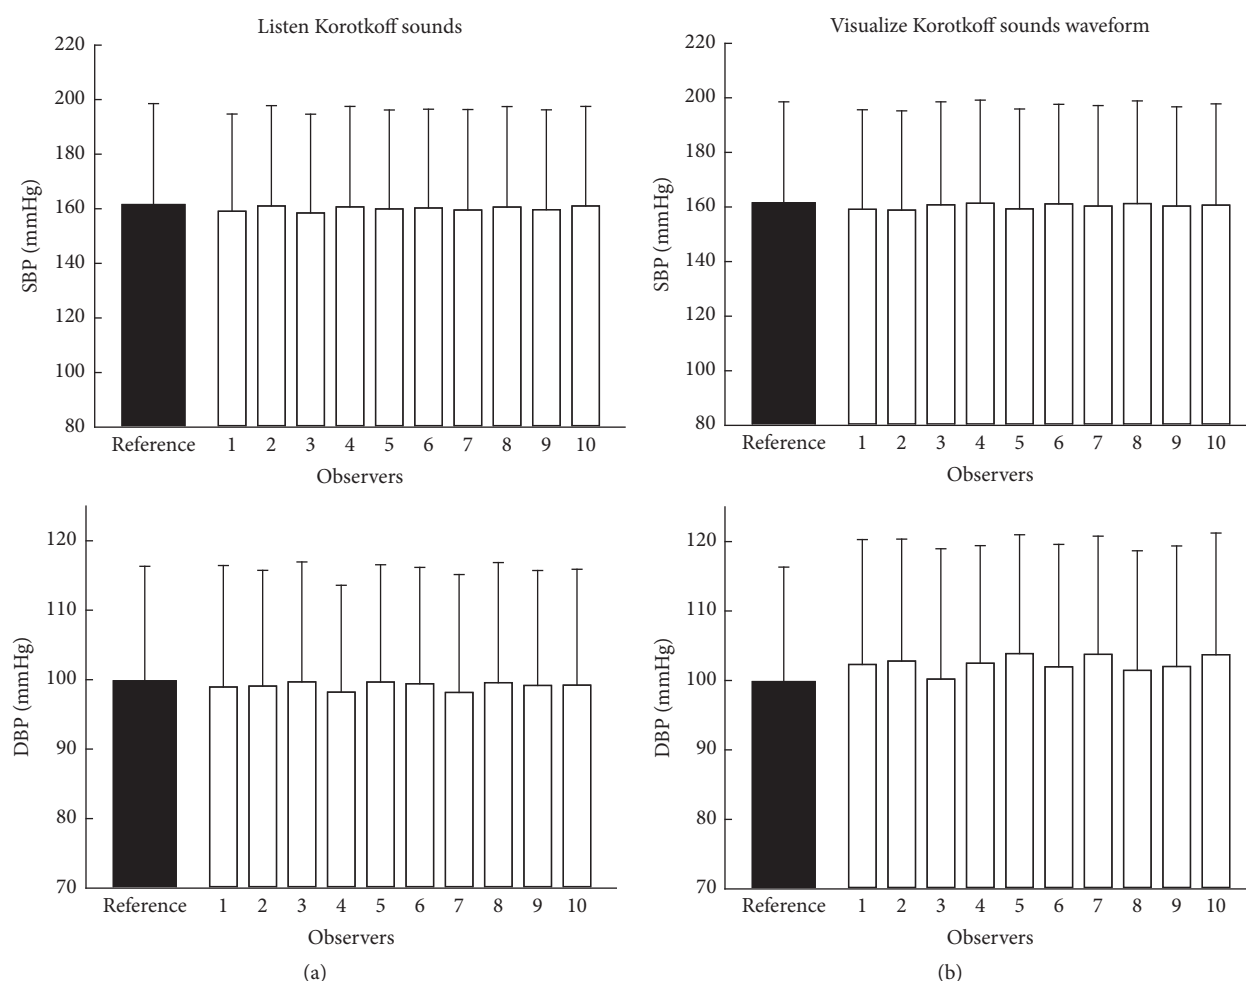 Listen Korotkoff sounds
220
200
180
160
140
120
100
80
SBP (mmHg)
Reference 1 2 3 4 5 6 7 8 9 10
Observers
Visualize Korotkoff sounds waveform
220
200
180
160
140
120
100
80
SBP (mmHg)
Reference 1 2 3 4 5 6 7 8 9 10
Observers
120
110
100
90
80
70
DBP (mmHg)
Reference 1 2 3 4 5 6 7 8 9 10
Observers
(a)
120
110
100
90
80
70
DBP (mmHg)
Reference 1 2 3 4 5 6 7 8 9 10
Observers
(b)